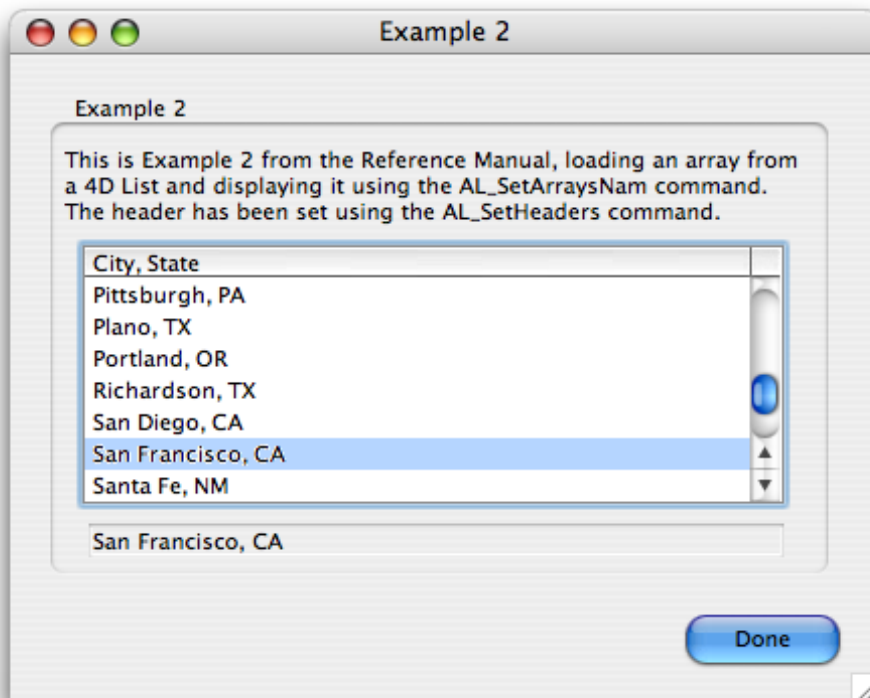 Example 2
Example 2
This is Example 2 from the Reference Manual, loading an array from
a 4D List and displaying it using the AL_SetArraysNam command.
The header has been set using the AL_SetHeaders command.
City, State
Pittsburgh, PA
Plano, TX
Portland, OR
Richardson, TX
San Diego, CA
San Francisco, CA
Santa Fe, NM
San Francisco, CA
Done